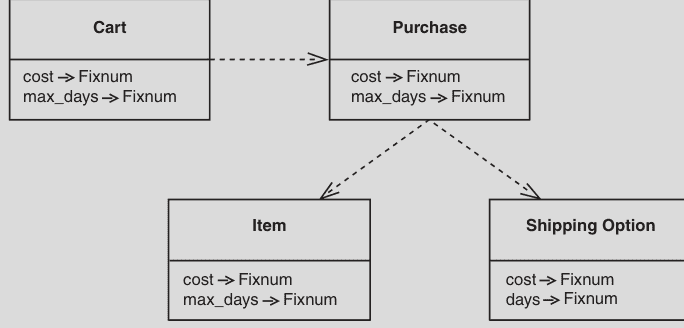 Cart
cost → Fixnum
max_days → Fixnum
Purchase
cost → Fixnum
max_days → Fixnum
Item
cost → Fixnum
max_days → Fixnum
Shipping Option
cost → Fixnum
days → Fixnum